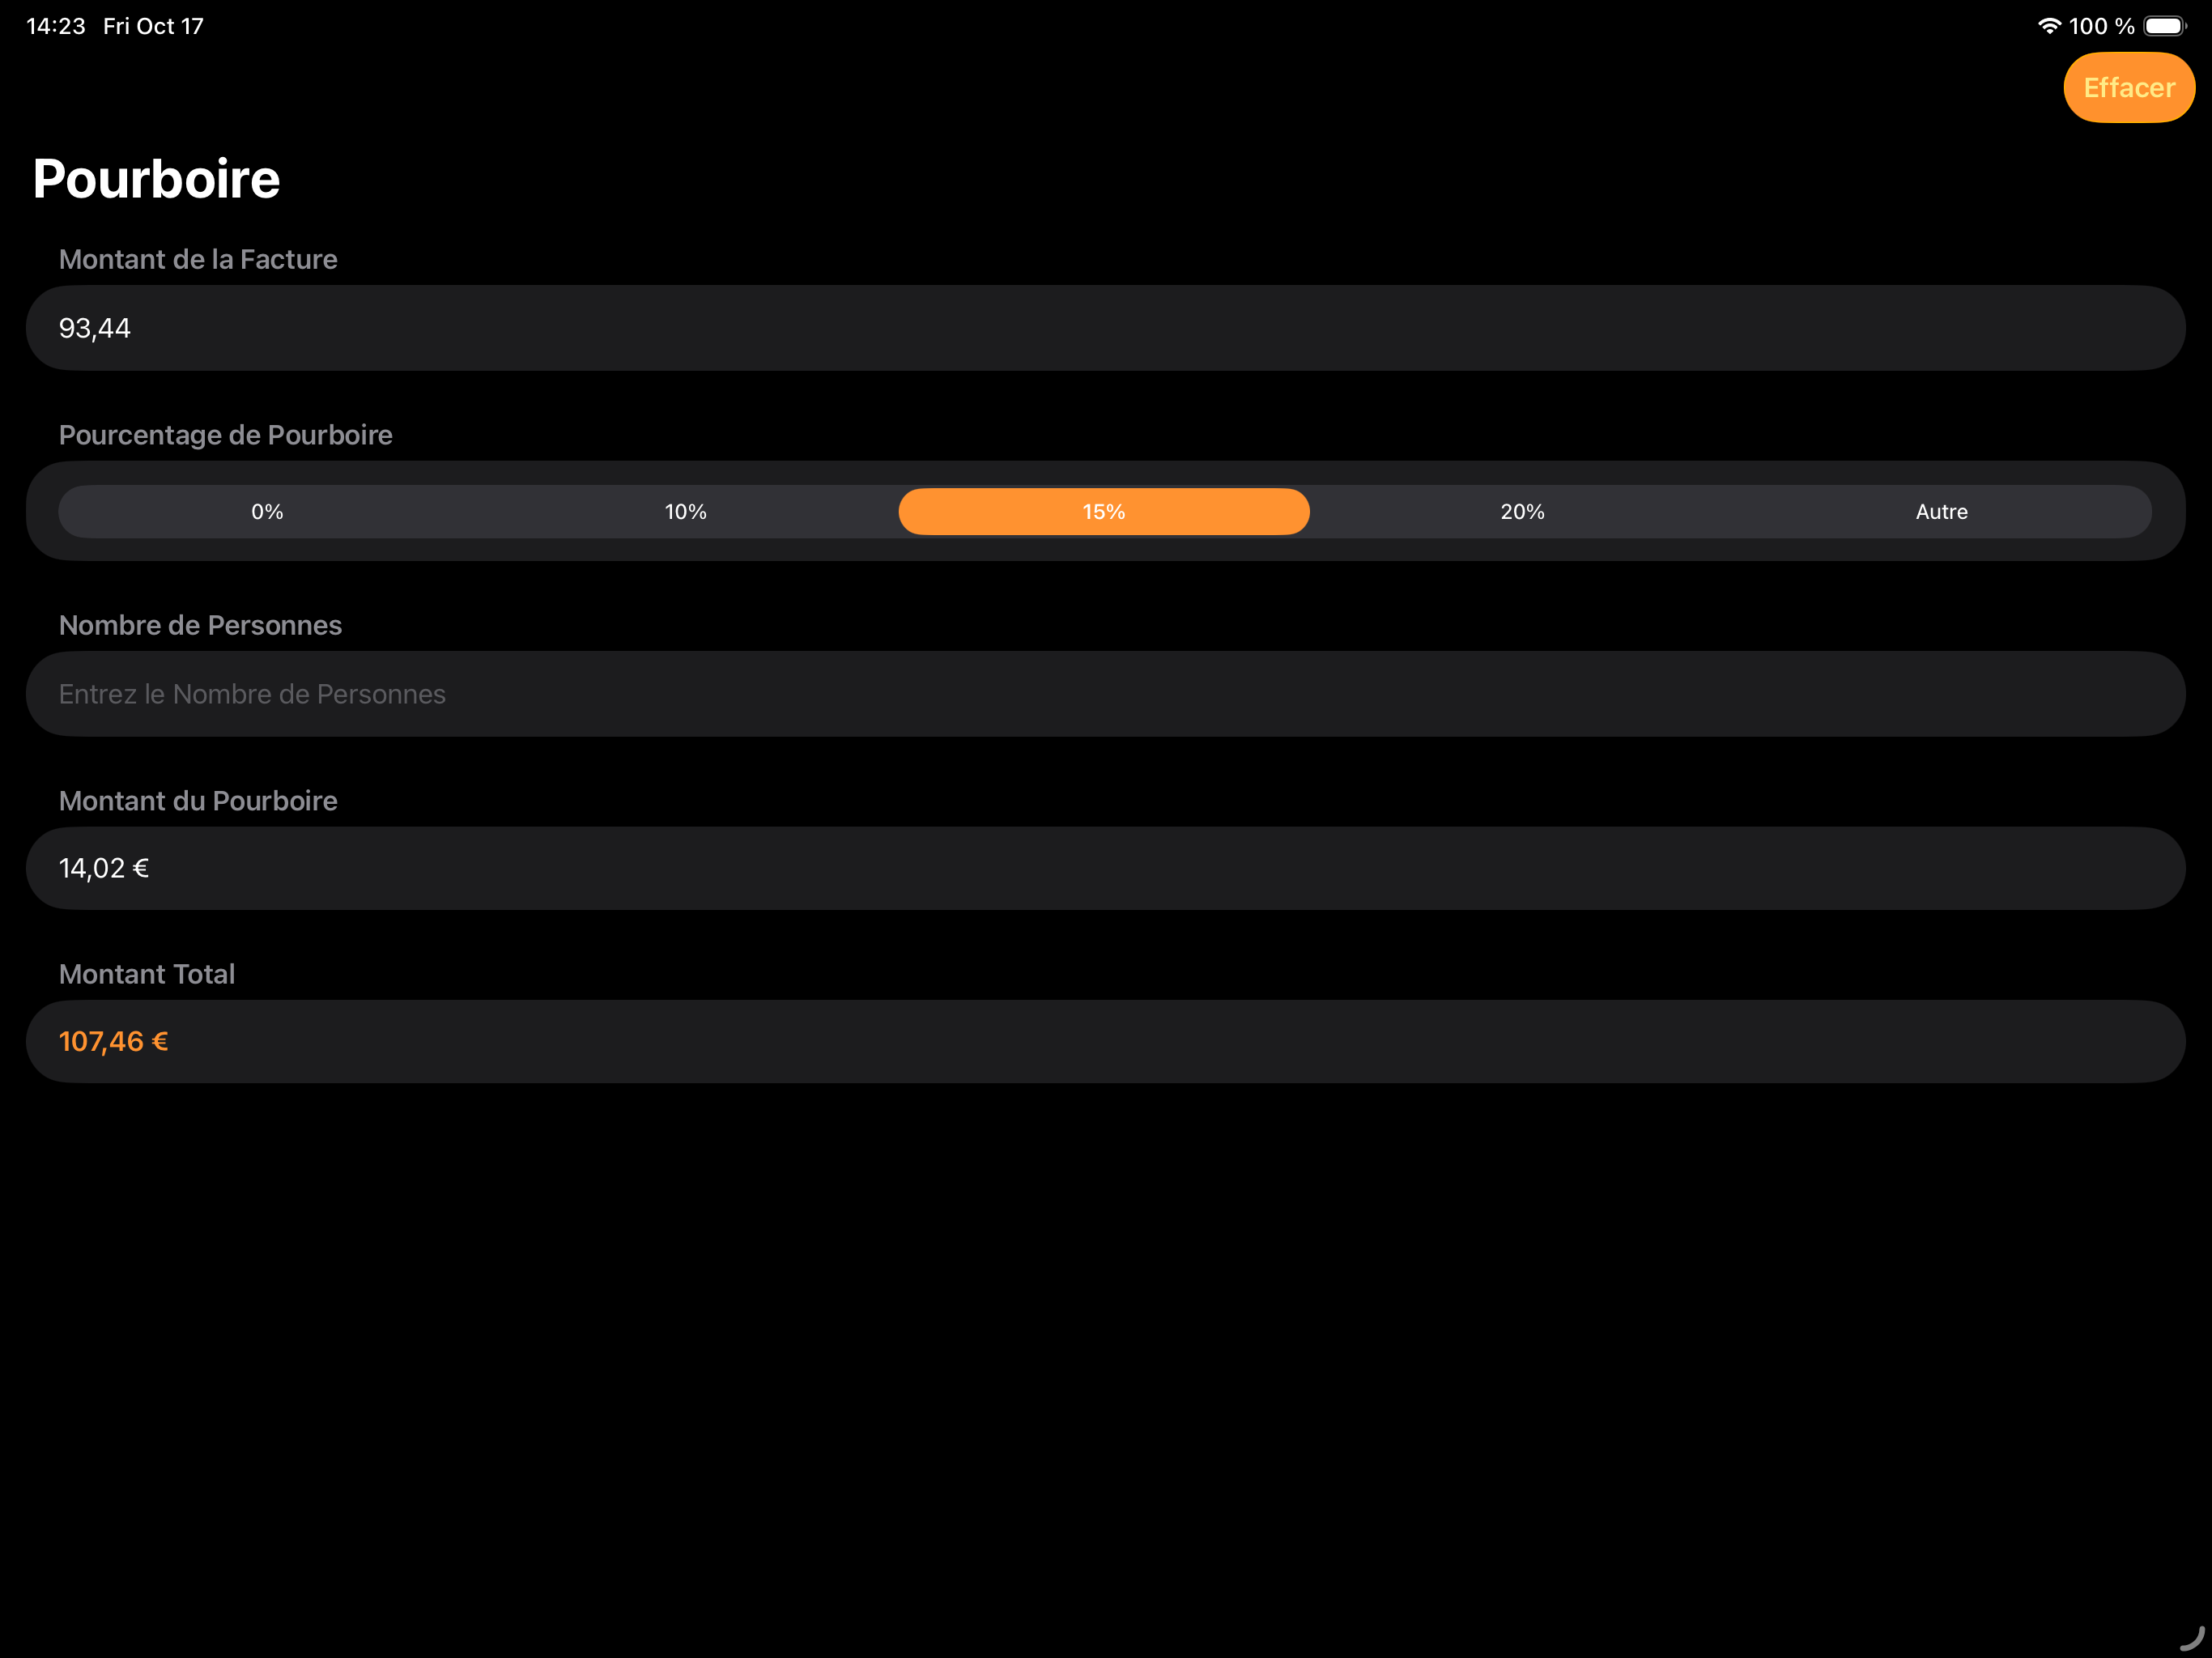 14:23 Fri Oct 17
100 %
Effacer
Pourboire
Montant de la Facture
93,44
Pourcentage de Pourboire
0% 10% 15% 20% Autre
Nombre de Personnes
Entrez le Nombre de Personnes
Montant du Pourboire
14,02 €
Montant Total
107,46 €